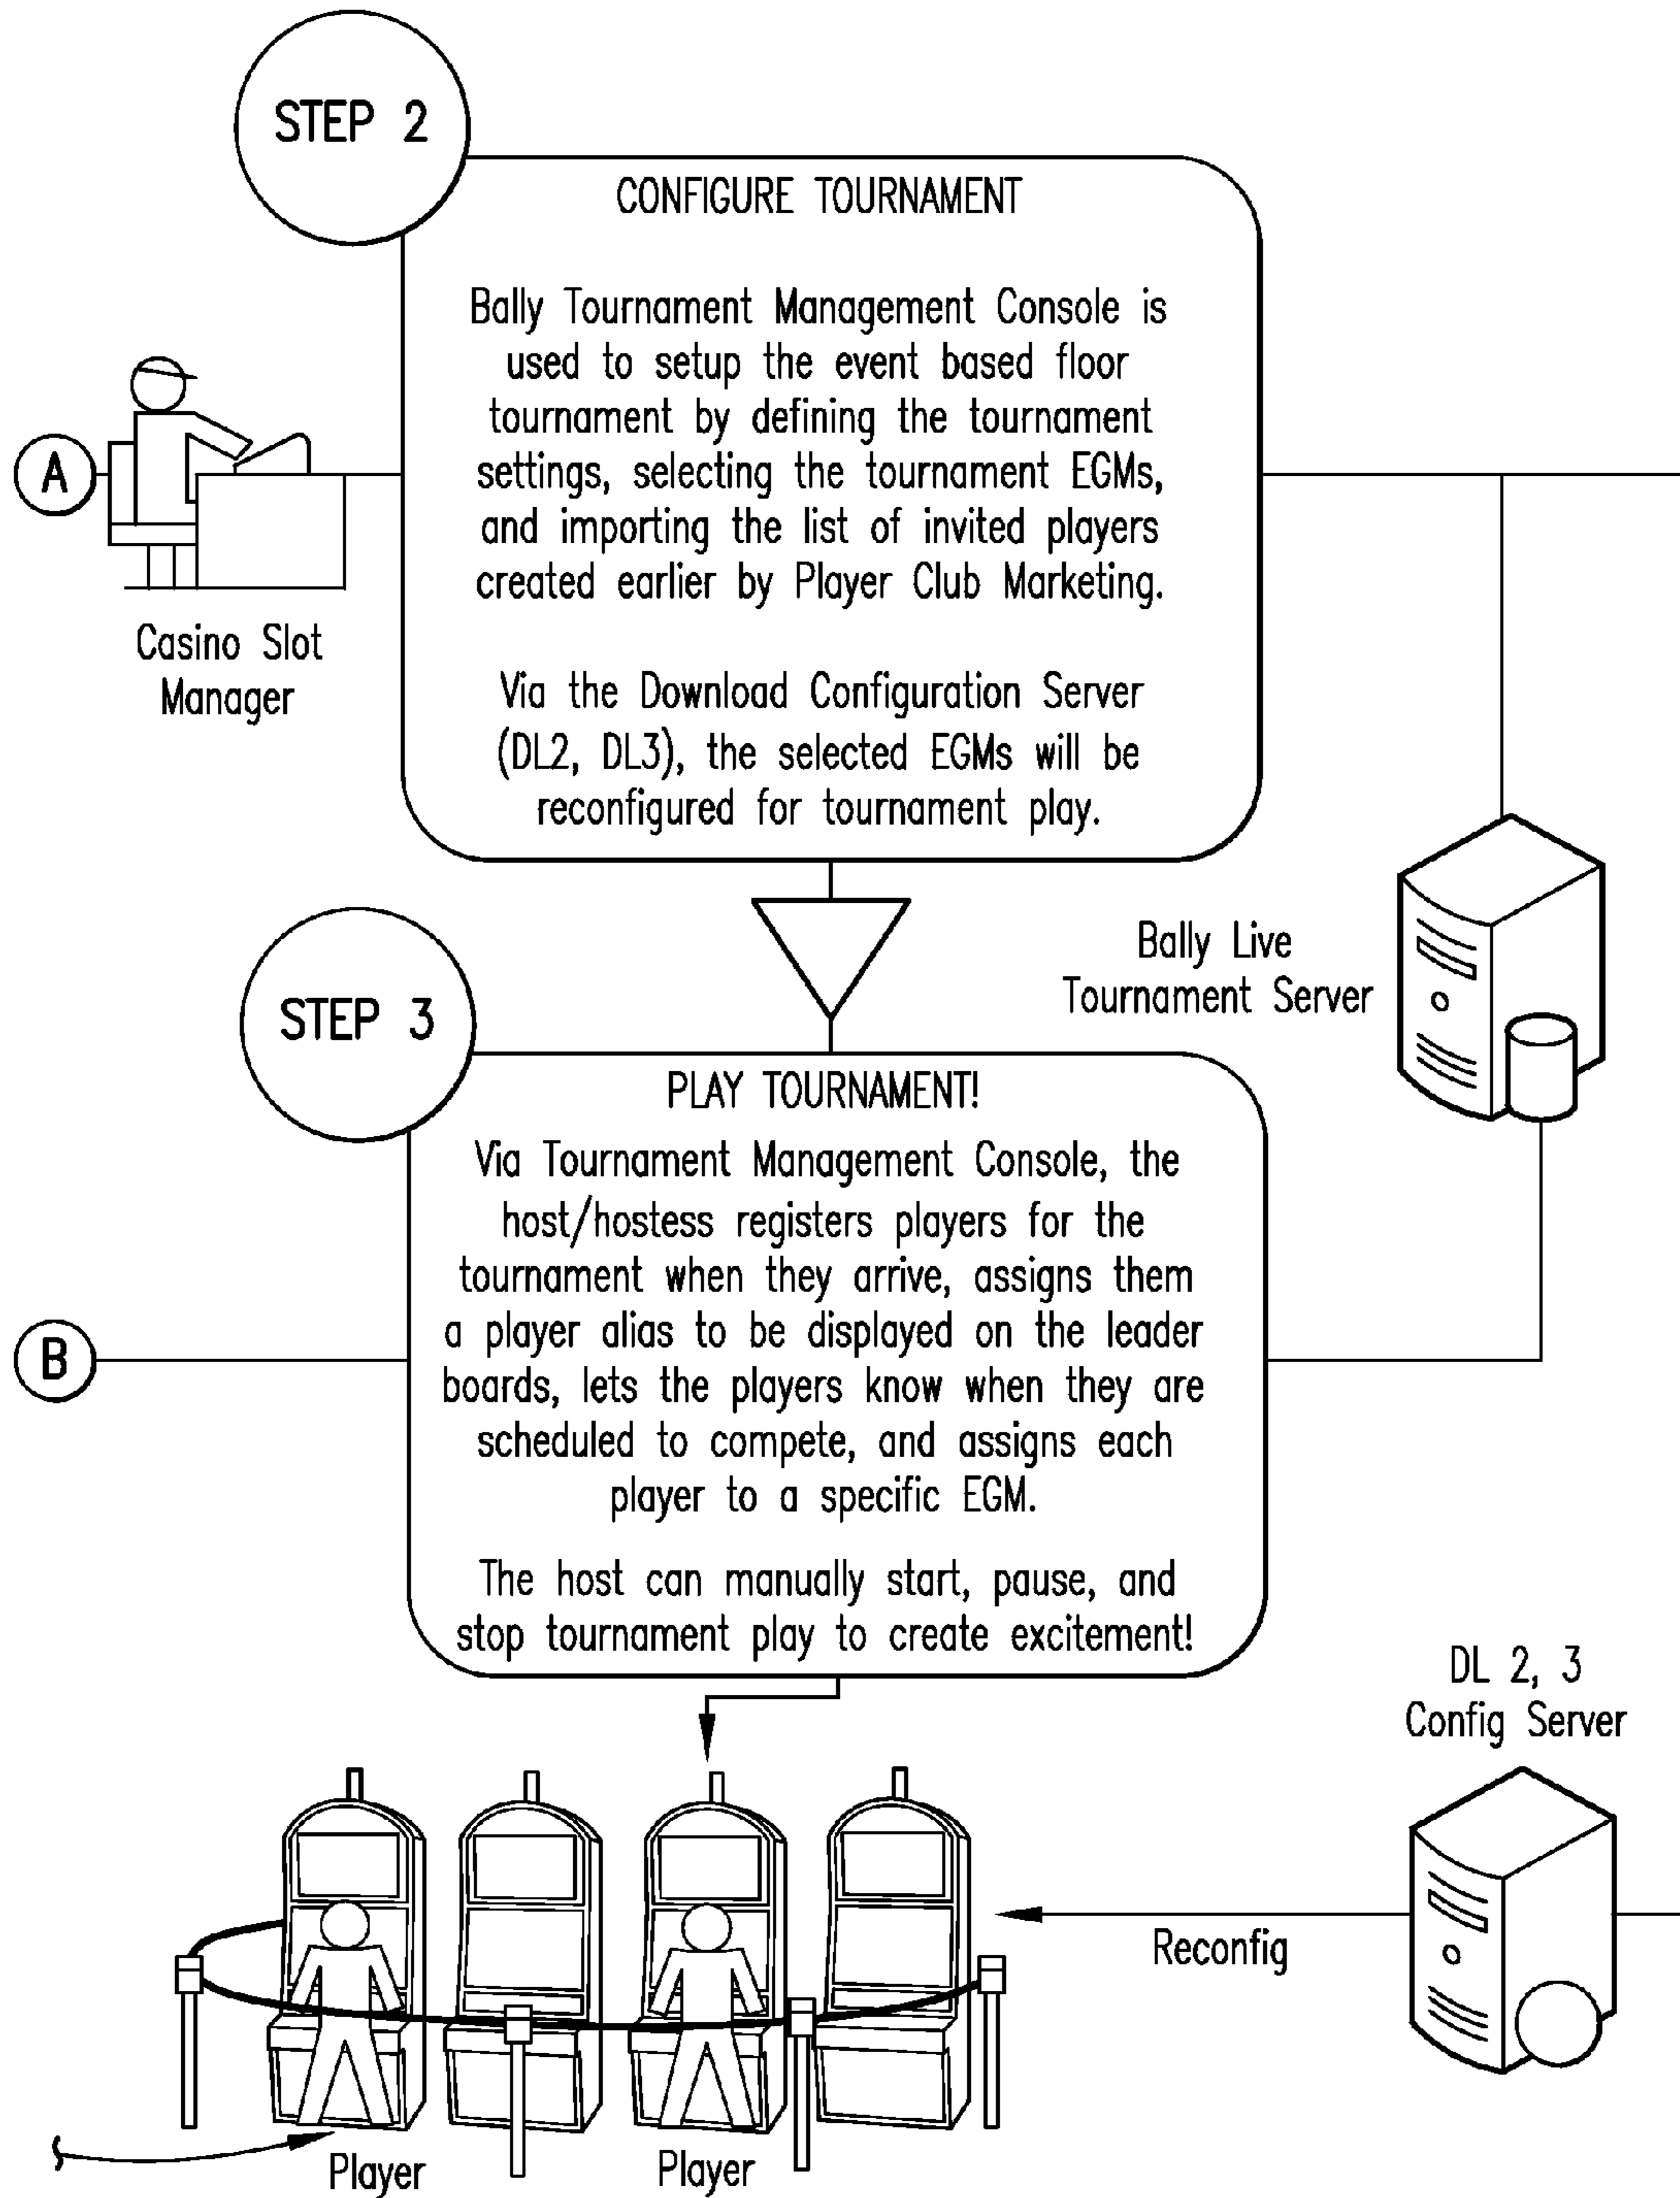 STEP 2
CONFIGURE TOURNAMENT
Bally Tournament Management Console is
used to setup the event based floor
tournament by defining the tournament
settings, selecting the tournament EGMs,
and importing the list of invited players
created earlier by Player Club Marketing.
Via the Download Configuration Server
(DL2, DL3), the selected EGMs will be
reconfigured for tournament play.
A
Casino Slot
Manager
Bally Live
Tournament Server
STEP 3
PLAY TOURNAMENT!
Via Tournament Management Console, the
host/hostess registers players for the
tournament when they arrive, assigns them
a player alias to be displayed on the leader
boards, lets the players know when they are
scheduled to compete, and assigns each
player to a specific EGM.
The host can manually start, pause, and
stop tournament play to create excitement!
B
DL 2, 3
Config Server
Reconfig
Player
Player